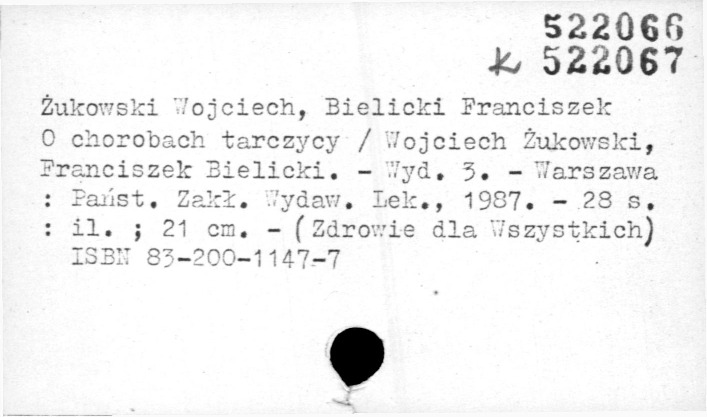 522066
k 522067
Żukowski Wojciech, Bielicki Franciszek
O chorobach tarczycy / Wojciech Żukowski,
Franciszek Bielicki. - Wyd. 3. - Warszawa
: Państ. Zakł. Wydaw. Lek., 1987. - 28 s.
: il. ; 21 cm. - (Zdrowie dla Wszystkich)
ISBN 83-200-1147-7